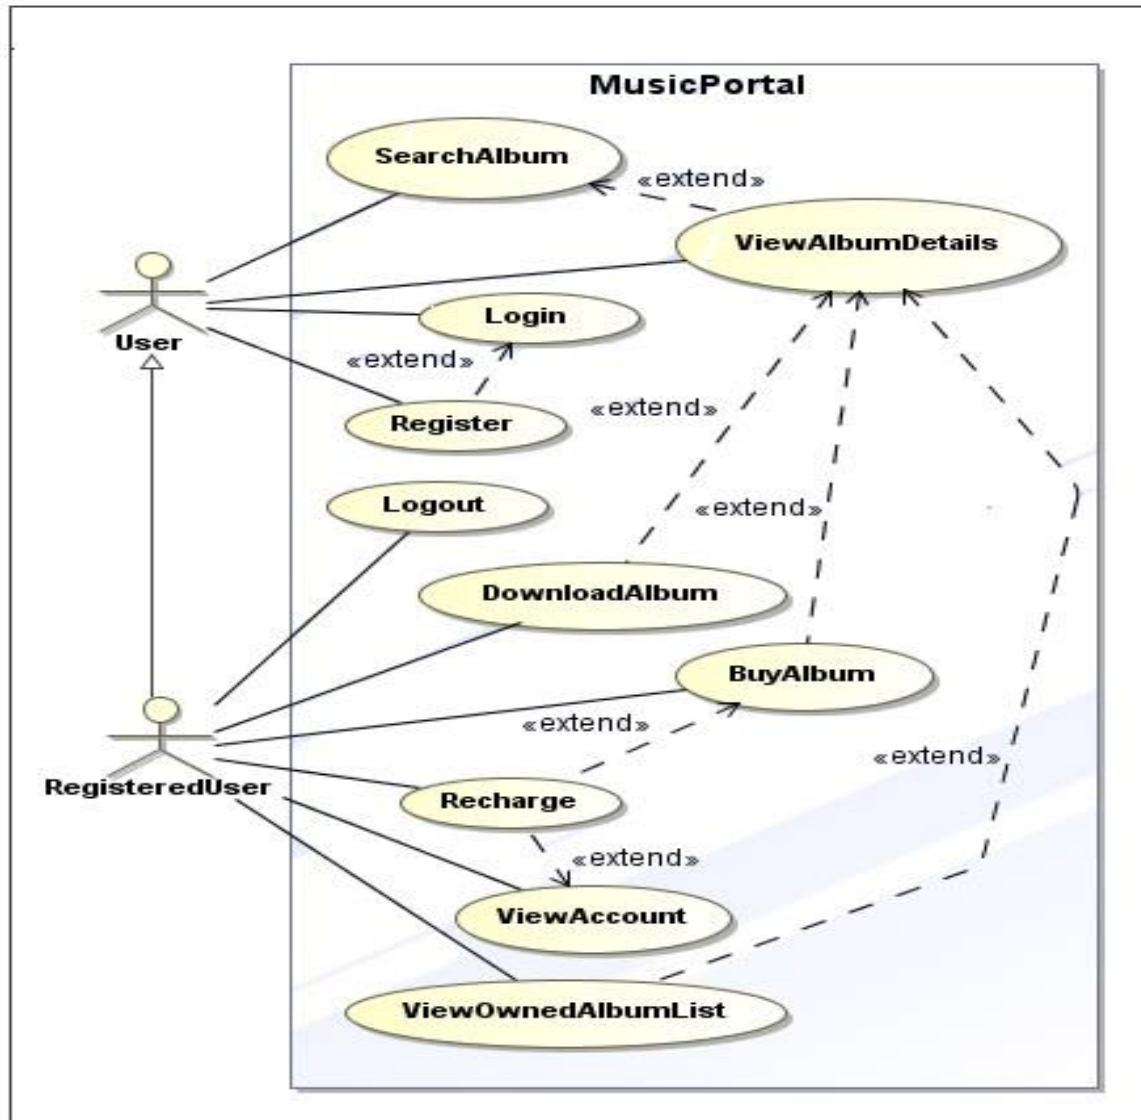 MusicPortal
SearchAlbum
«extend»
ViewAlbumDetails
Login
User
«extend»
Register
«extend»
Logout
«extend»
DownloadAlbum
BuyAlbum
«extend»
«extend»
RegisteredUser
Recharge
«extend»
ViewAccount
ViewOwnedAlbumList